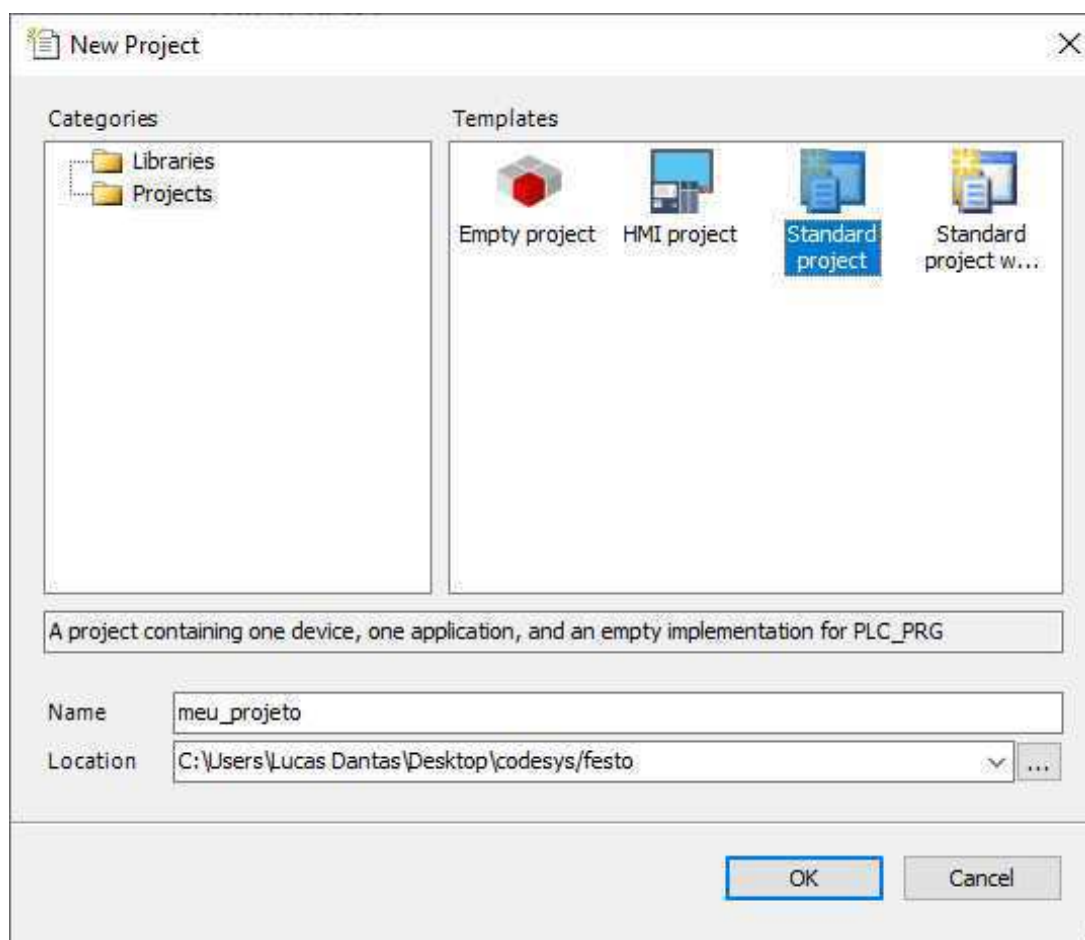 New Project
Categories
Templates
Libraries
Projects
Empty project
HMI project
Standard
project
Standard
project w...
A project containing one device, one application, and an empty implementation for PLC_PRG
Name
meu_projeto
Location
C:\Users\Lucas Dantas\Desktop\codesys/festo
...
OK
Cancel